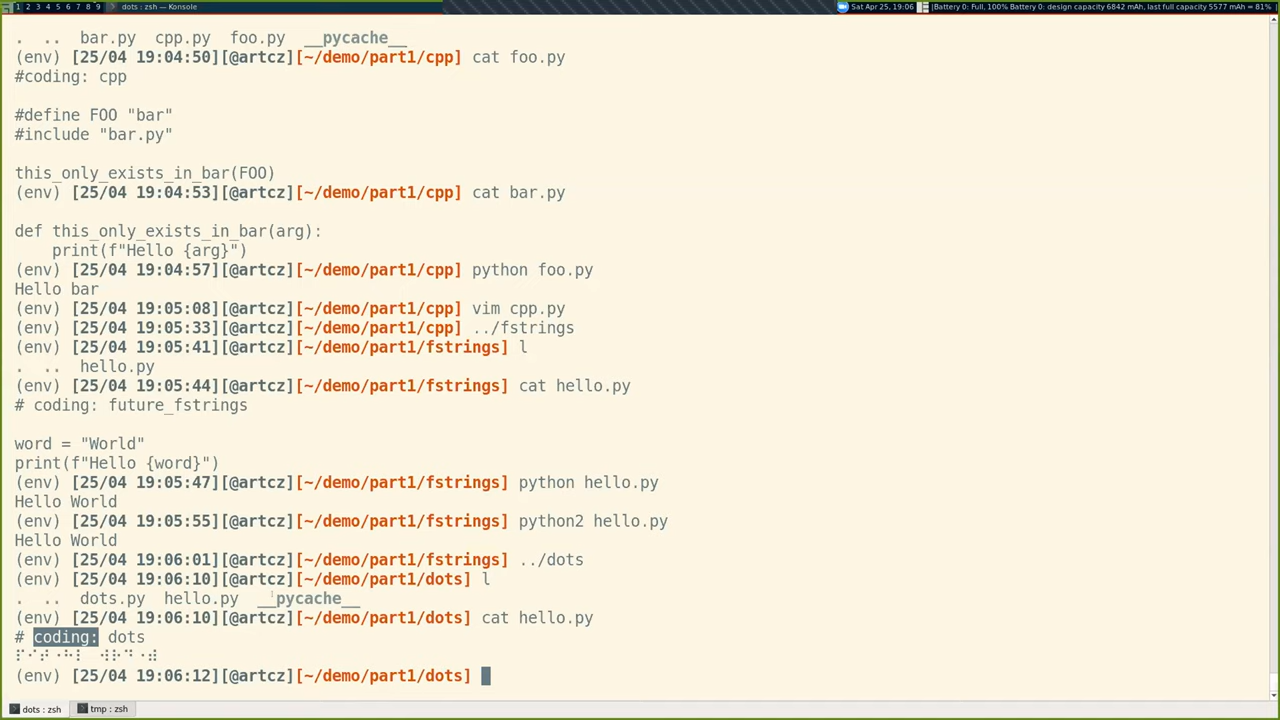 1 2 3 4 5 6 7 8 9 dots : zsh — Konsole
Sat Apr 25, 19:06 |Battery 0: Full, 100% Battery 0: design capacity 6842 mAh, last full capacity 5577 mAh = 81%
. .. bar.py cpp.py foo.py __pycache__
(env) [25/04 19:04:50][@artcz][~/demo/part1/cpp] cat foo.py
#coding: cpp
#define FOO "bar"
#include "bar.py"
this_only_exists_in_bar(FOO)
(env) [25/04 19:04:53][@artcz][~/demo/part1/cpp] cat bar.py
def this_only_exists_in_bar(arg):
    print(f"Hello {arg}")
(env) [25/04 19:04:57][@artcz][~/demo/part1/cpp] python foo.py
Hello bar
(env) [25/04 19:05:08][@artcz][~/demo/part1/cpp] vim cpp.py
(env) [25/04 19:05:33][@artcz][~/demo/part1/cpp] ../fstrings
(env) [25/04 19:05:41][@artcz][~/demo/part1/fstrings] l
. .. hello.py
(env) [25/04 19:05:44][@artcz][~/demo/part1/fstrings] cat hello.py
# coding: future_fstrings
word = "World"
print(f"Hello {word}")
(env) [25/04 19:05:47][@artcz][~/demo/part1/fstrings] python hello.py
Hello World
(env) [25/04 19:05:55][@artcz][~/demo/part1/fstrings] python2 hello.py
Hello World
(env) [25/04 19:06:01][@artcz][~/demo/part1/fstrings] ../dots
(env) [25/04 19:06:10][@artcz][~/demo/part1/dots] l
. .. dots.py hello.py __pycache__
(env) [25/04 19:06:10][@artcz][~/demo/part1/dots] cat hello.py
# coding: dots
(env) [25/04 19:06:12][@artcz][~/demo/part1/dots]
dots : zsh tmp : zsh